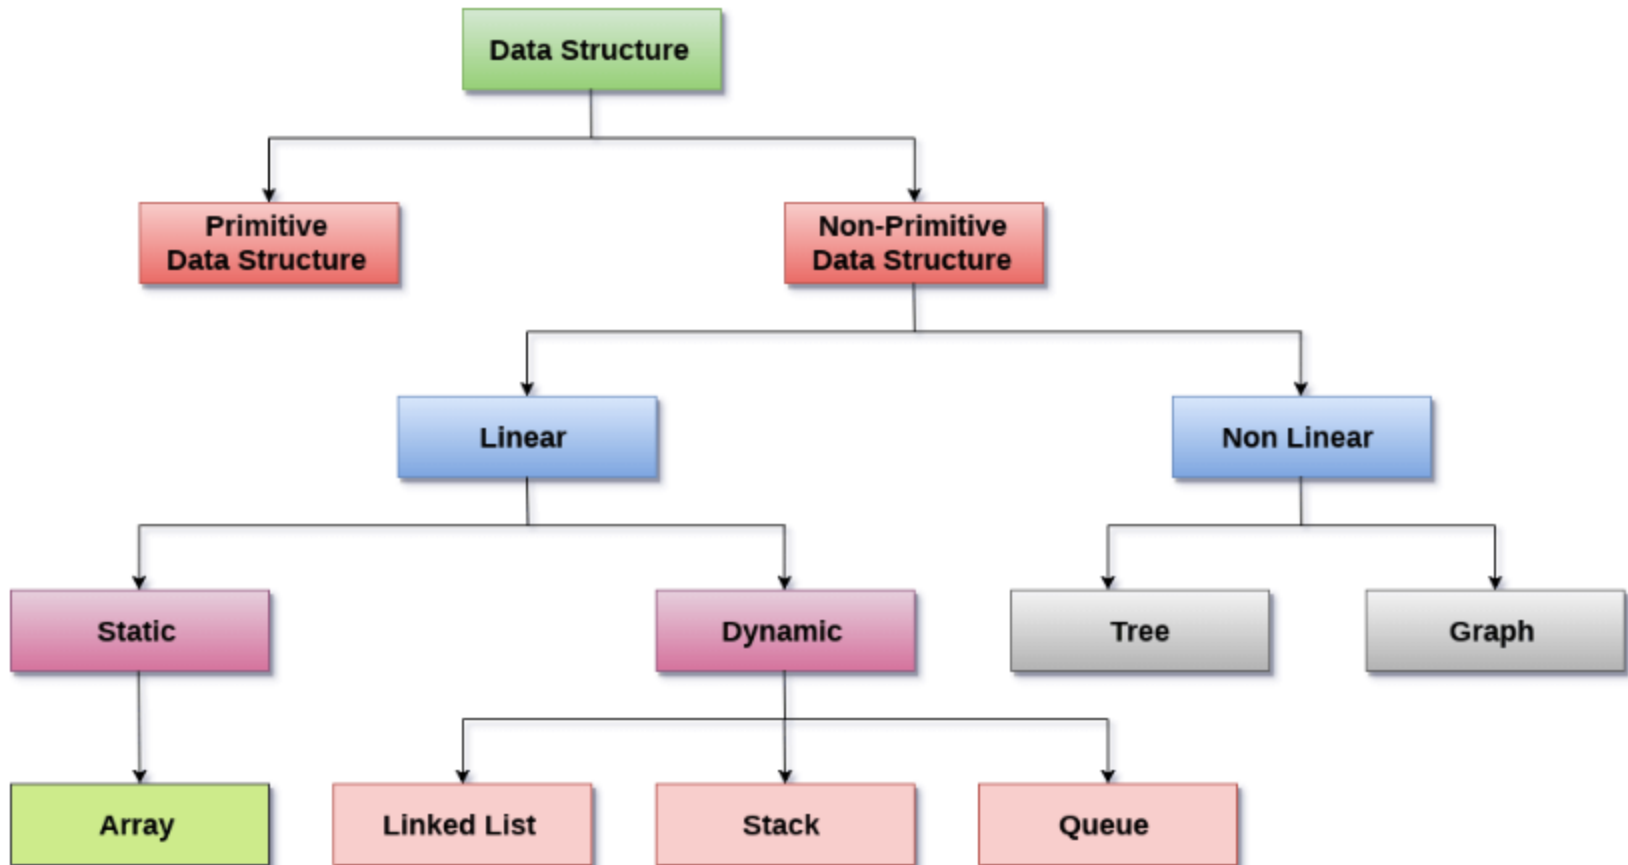 Data Structure
Primitive
Data Structure
Non-Primitive
Data Structure
Linear
Non Linear
Static
Dynamic
Tree
Graph
Array
Linked List
Stack
Queue